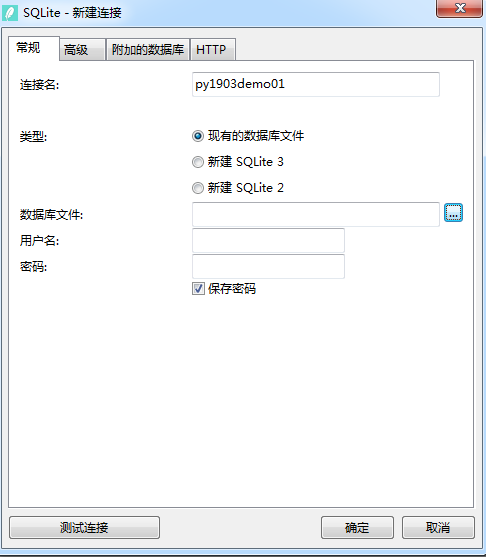 SQLite - 新建连接
常规 高级 附加的数据库 HTTP
连接名: py1903demo01
类型: 现有的数据库文件
新建 SQLite 3
新建 SQLite 2
数据库文件: ...
用户名:
密码:
保存密码
测试连接 确定 取消